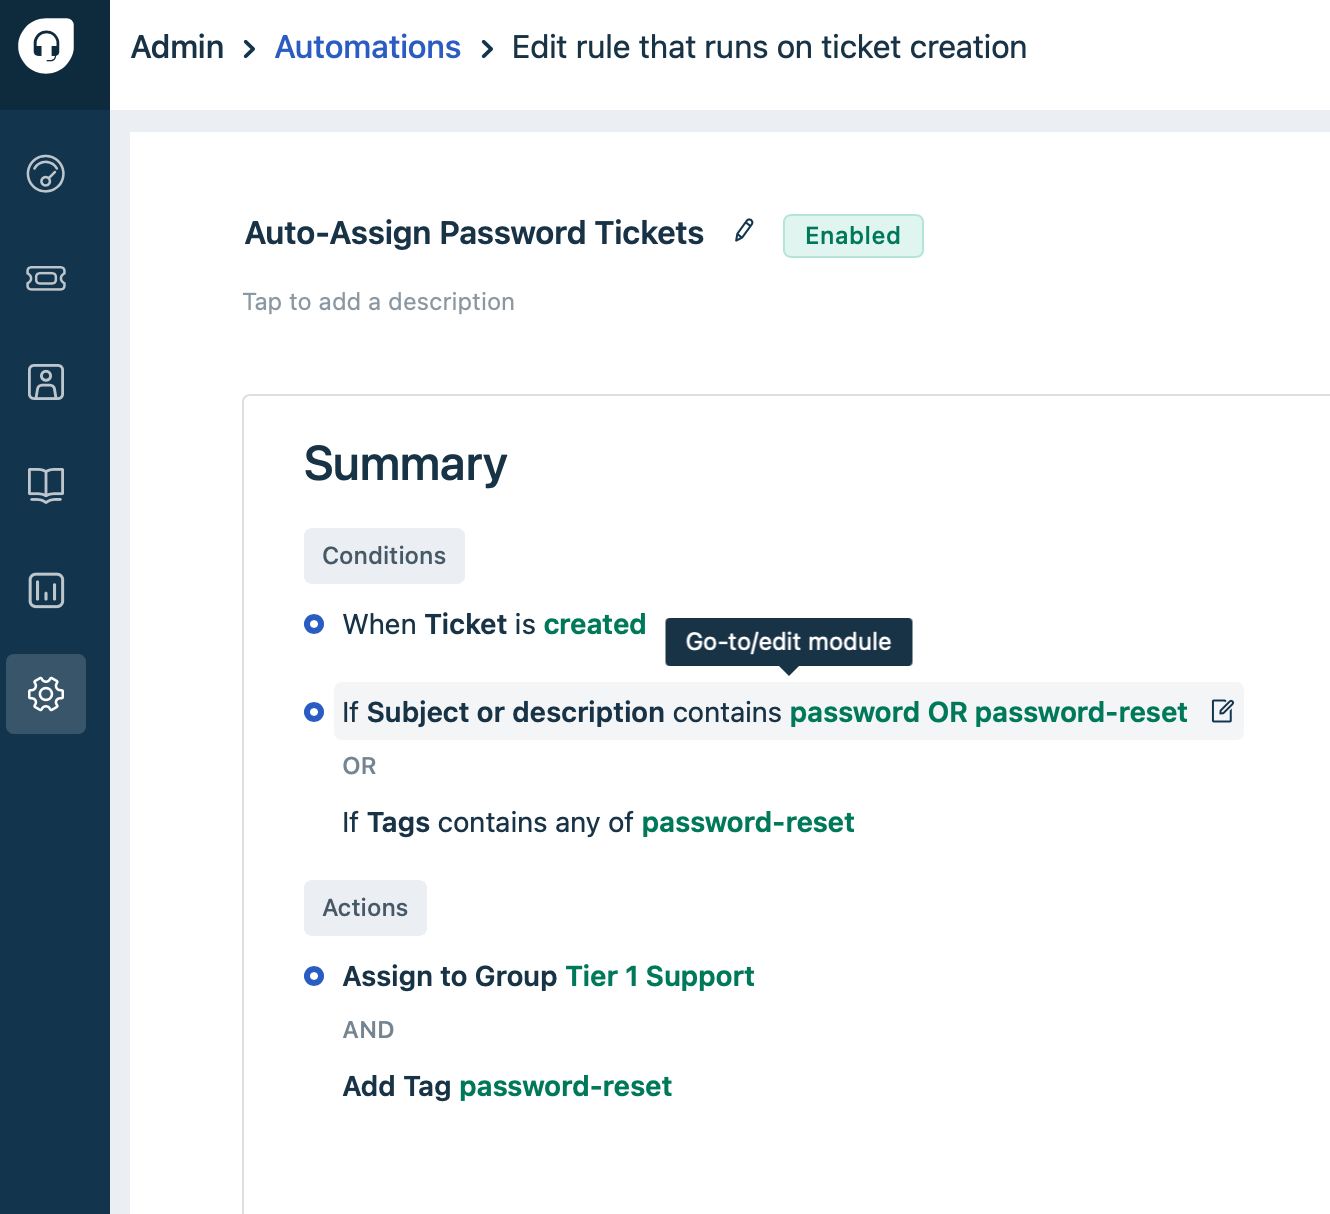 Admin > Automations > Edit rule that runs on ticket creation
Auto-Assign Password Tickets Enabled
Tap to add a description
Summary
Conditions
When Ticket is created
Go-to/edit module
If Subject or description contains password OR password-reset
OR
If Tags contains any of password-reset
Actions
Assign to Group Tier 1 Support
AND
Add Tag password-reset